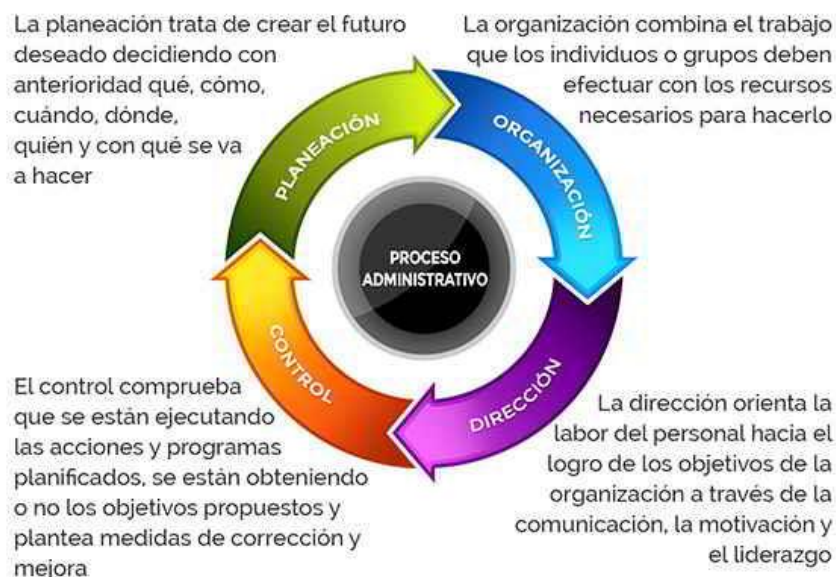 La planeación trata de crear el futuro
deseado decidiendo con
anterioridad qué, cómo,
cuándo, dónde,
quién y con qué se va
a hacer
La organización combina el trabajo
que los individuos o grupos deben
efectuar con los recursos
necesarios para hacerlo
PLANEACIÓN
ORGANIZACIÓN
PROCESO
ADMINISTRATIVO
CONTROL
DIRECCIÓN
El control comprueba
que se están ejecutando
las acciones y programas
planificados, se están obteniendo
o no los objetivos propuestos y
plantea medidas de corrección y
mejora
La dirección orienta la
labor del personal hacia el
logro de los objetivos de la
organización a través de la
comunicación, la motivación y
el liderazgo